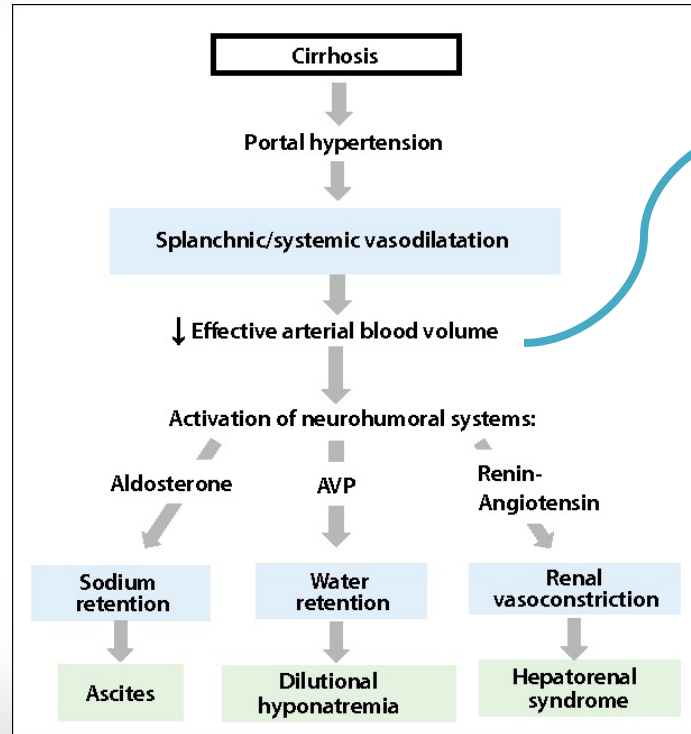 Cirrhosis
Portal hypertension
Splanchnic/systemic vasodilatation
↓ Effective arterial blood volume
Activation of neurohumoral systems:
Aldosterone
AVP
Renin-
Angiotensin
Sodium
retention
Water
retention
Renal
vasoconstriction
Ascites
Dilutional
hyponatremia
Hepatorenal
syndrome